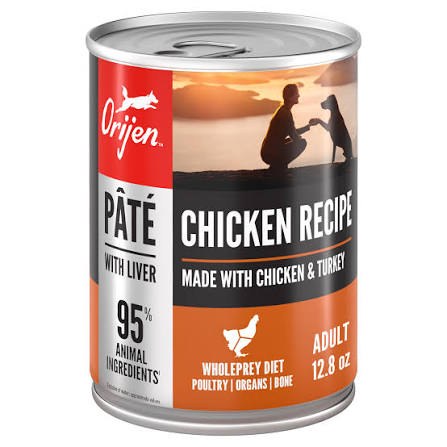 Orijen™
PÂTÉ
WITH LIVER
95%
ANIMAL
INGREDIENTS*
CHICKEN RECIPE
MADE WITH CHICKEN & TURKEY
WHOLEPREY DIET
POULTRY | ORGANS | BONE
ADULT
12.8 oz